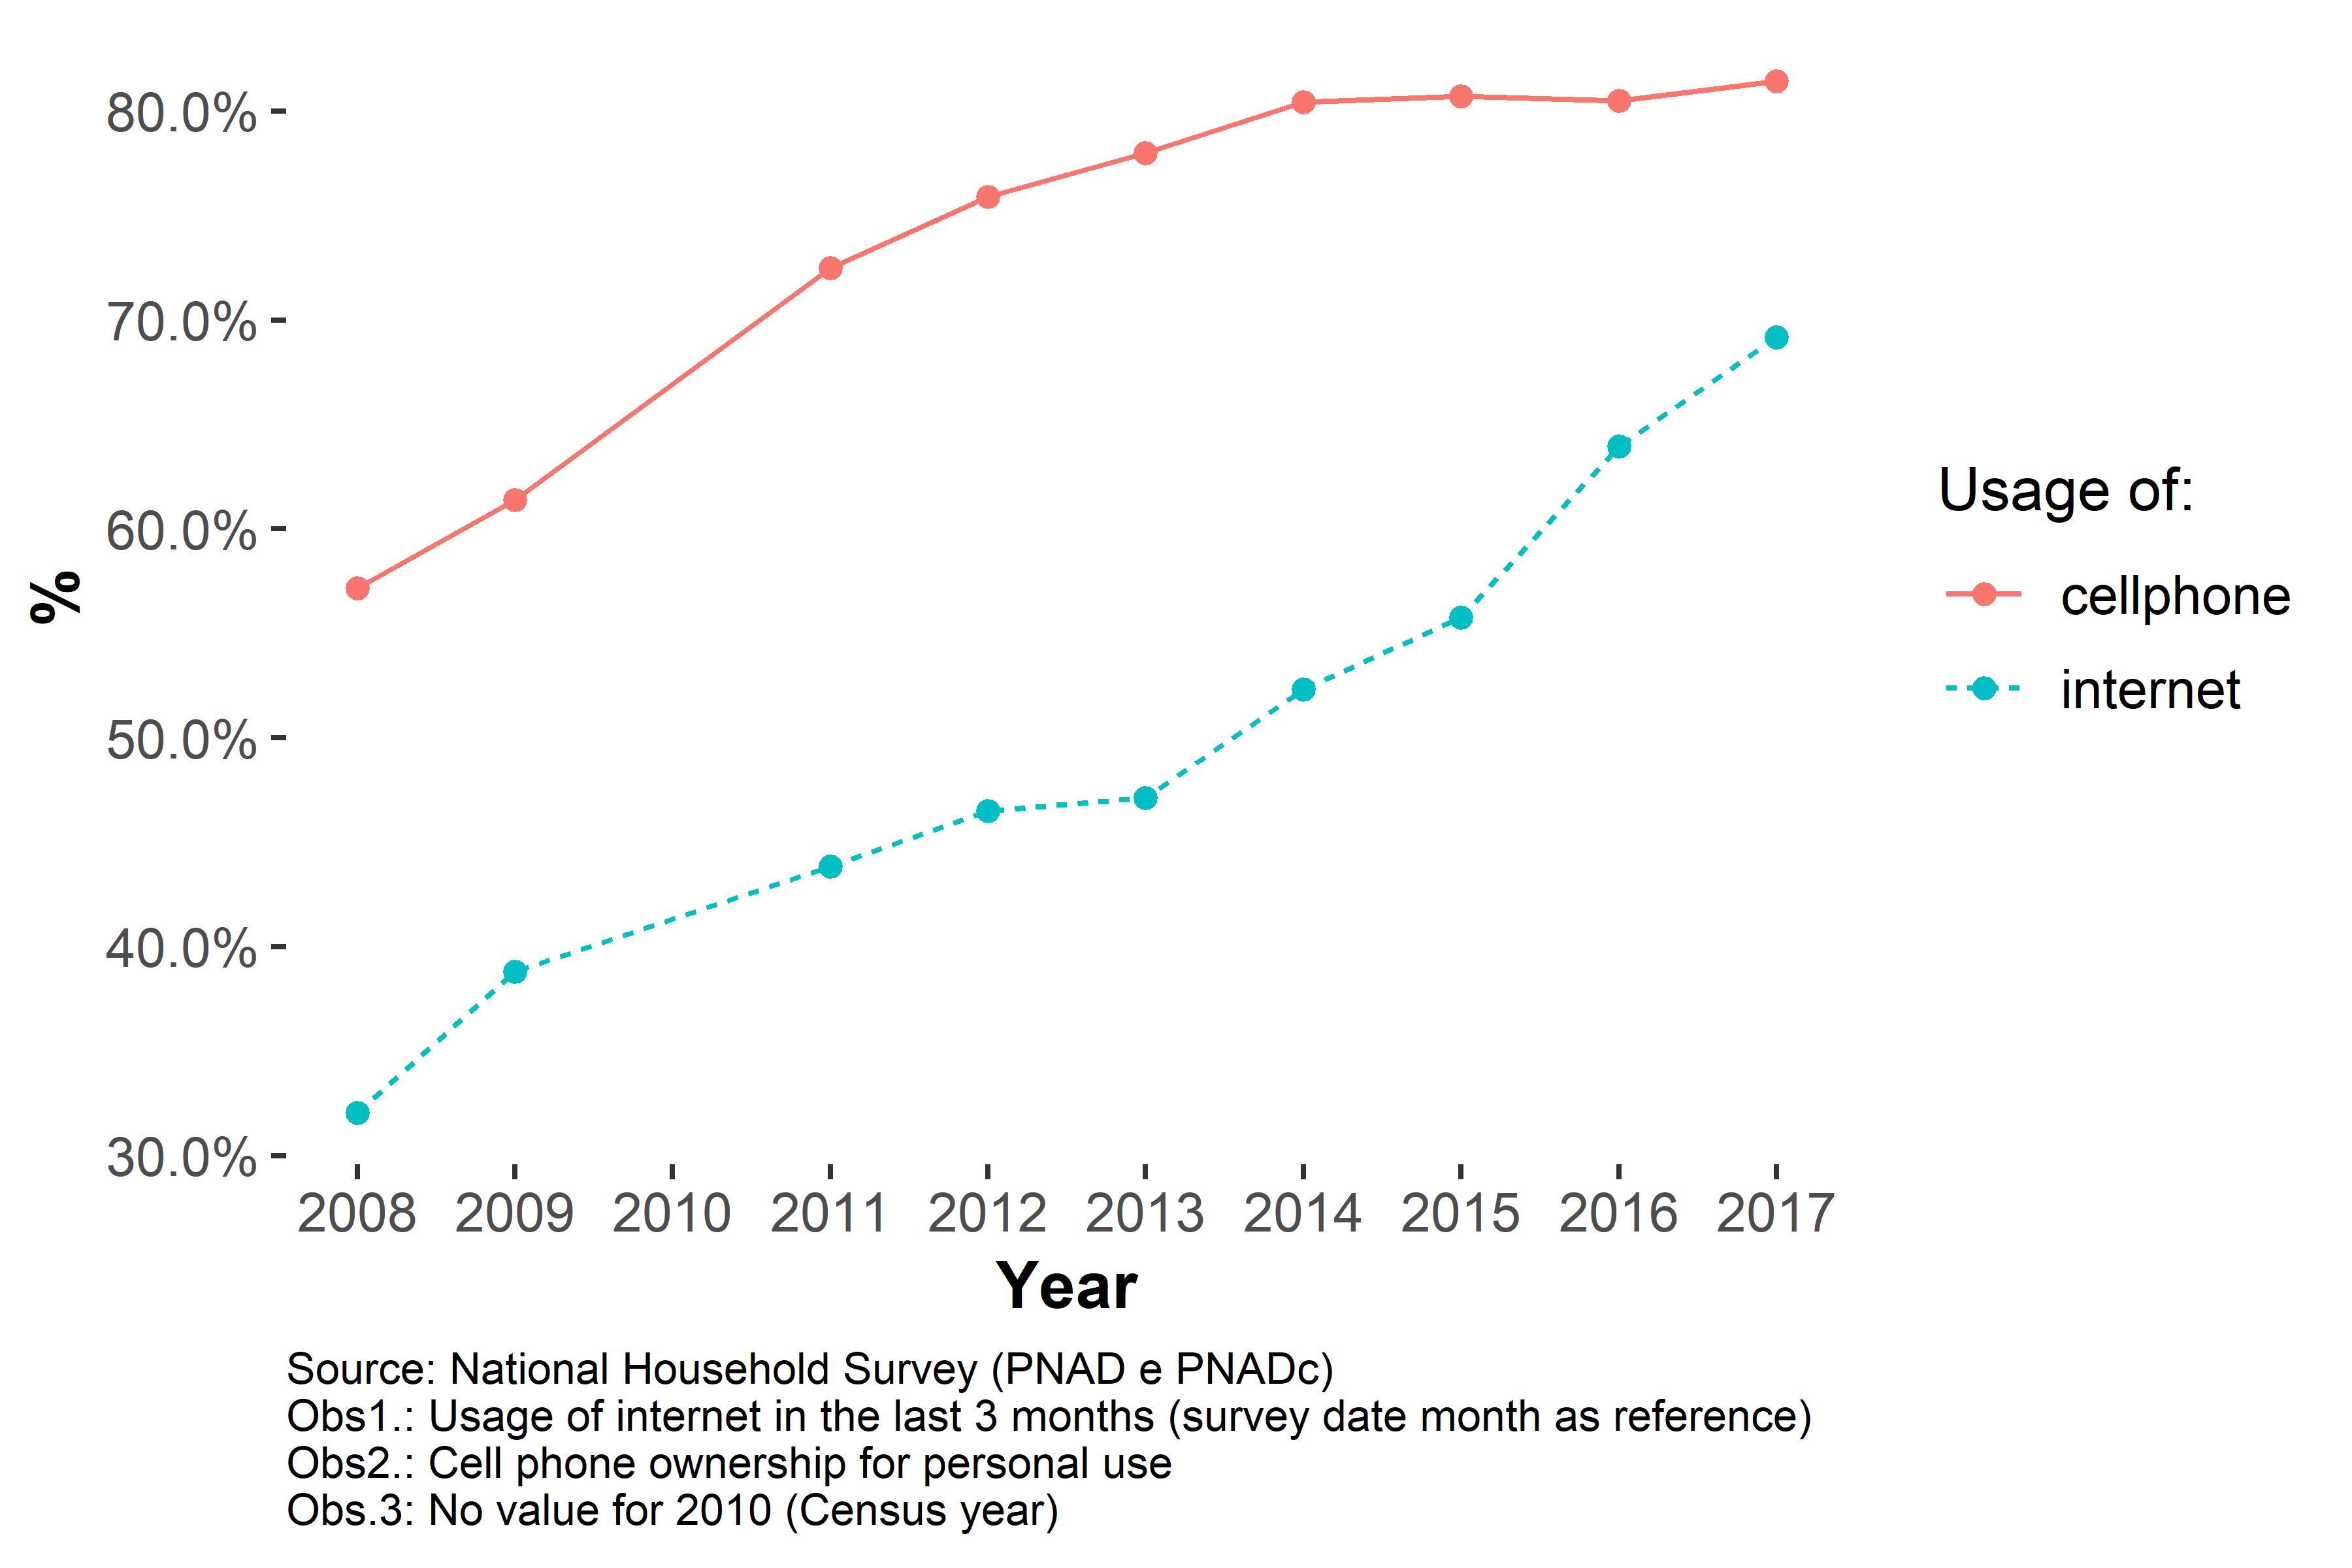 80.0%
70.0%
60.0%
50.0%
40.0%
30.0%
%
2008 2009 2010 2011 2012 2013 2014 2015 2016 2017
Year
Usage of:
cellphone
internet
Source: National Household Survey (PNAD e PNADc)
Obs1.: Usage of internet in the last 3 months (survey date month as reference)
Obs2.: Cell phone ownership for personal use
Obs.3: No value for 2010 (Census year)